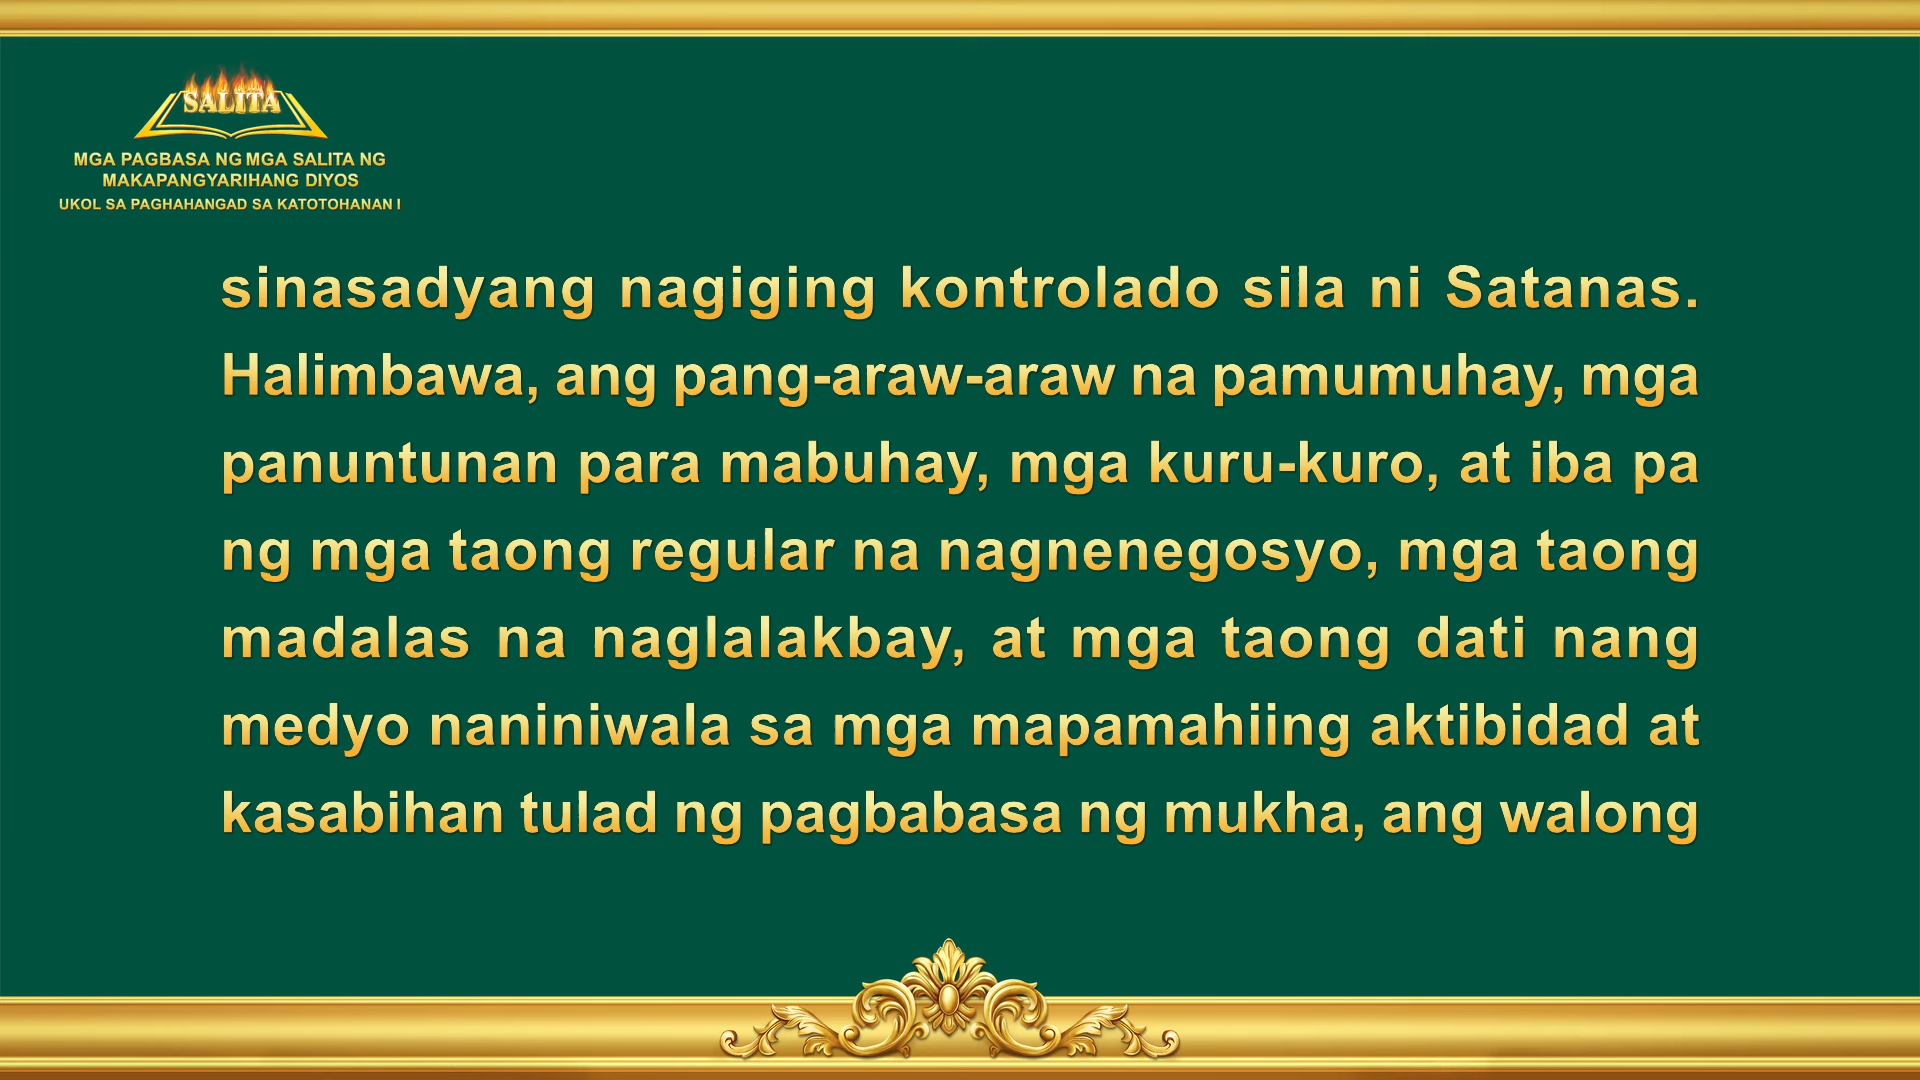 SALITA
MGA PAGBASA NG MGA SALITA NG
MAKAPANGYARIHANG DIYOS
UKOL SA PAGHAHANGAD SA KATOTOHANAN I
sinasadyang nagiging kontrolado sila ni Satanas.
Halimbawa, ang pang-araw-araw na pamumuhay, mga
panuntunan para mabuhay, mga kuru-kuro, at iba pa
ng mga taong regular na nagnenegosyo, mga taong
madalas na naglalakbay, at mga taong dati nang
medyo naniniwala sa mga mapamahiing aktibidad at
kasabihan tulad ng pagbabasa ng mukha, ang walong